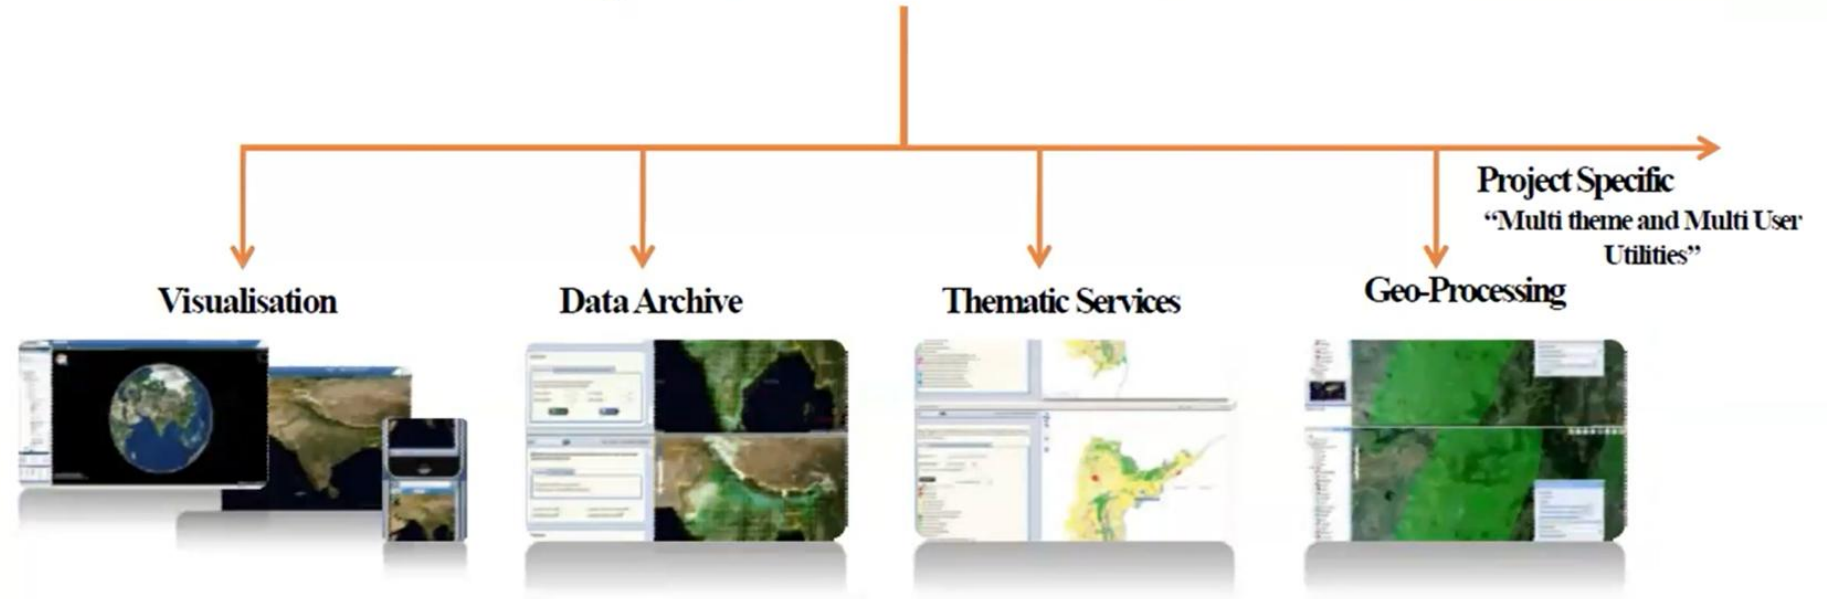 Project Specific
“Multi theme and Multi User
Utilities”
Visualisation
Data Archive
Thematic Services
Geo-Processing